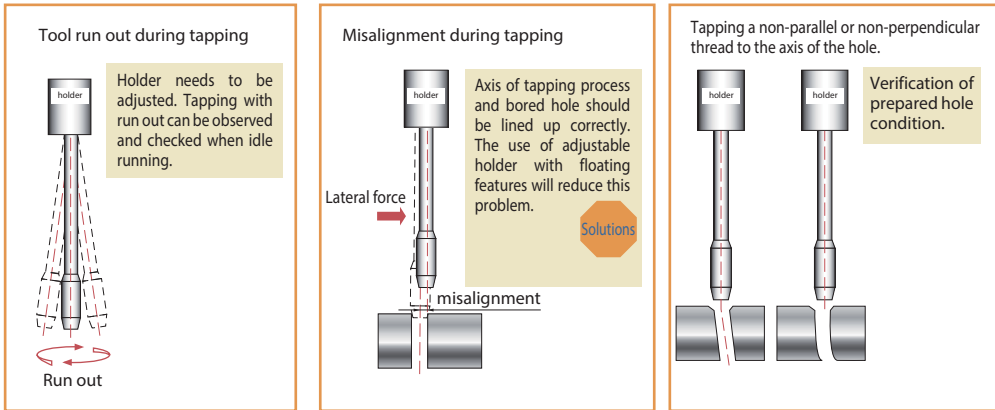 Tool run out during tapping
holder
Holder needs to be
adjusted. Tapping with
run out can be observed
and checked when idle
running.
Run out
Misalignment during tapping
holder
Axis of tapping process
and bored hole should
be lined up correctly.
The use of adjustable
holder with floating
features will reduce this
problem.
Lateral force
Solutions
misalignment
Tapping a non-parallel or non-perpendicular
thread to the axis of the hole.
holder
holder
Verification of
prepared hole
condition.